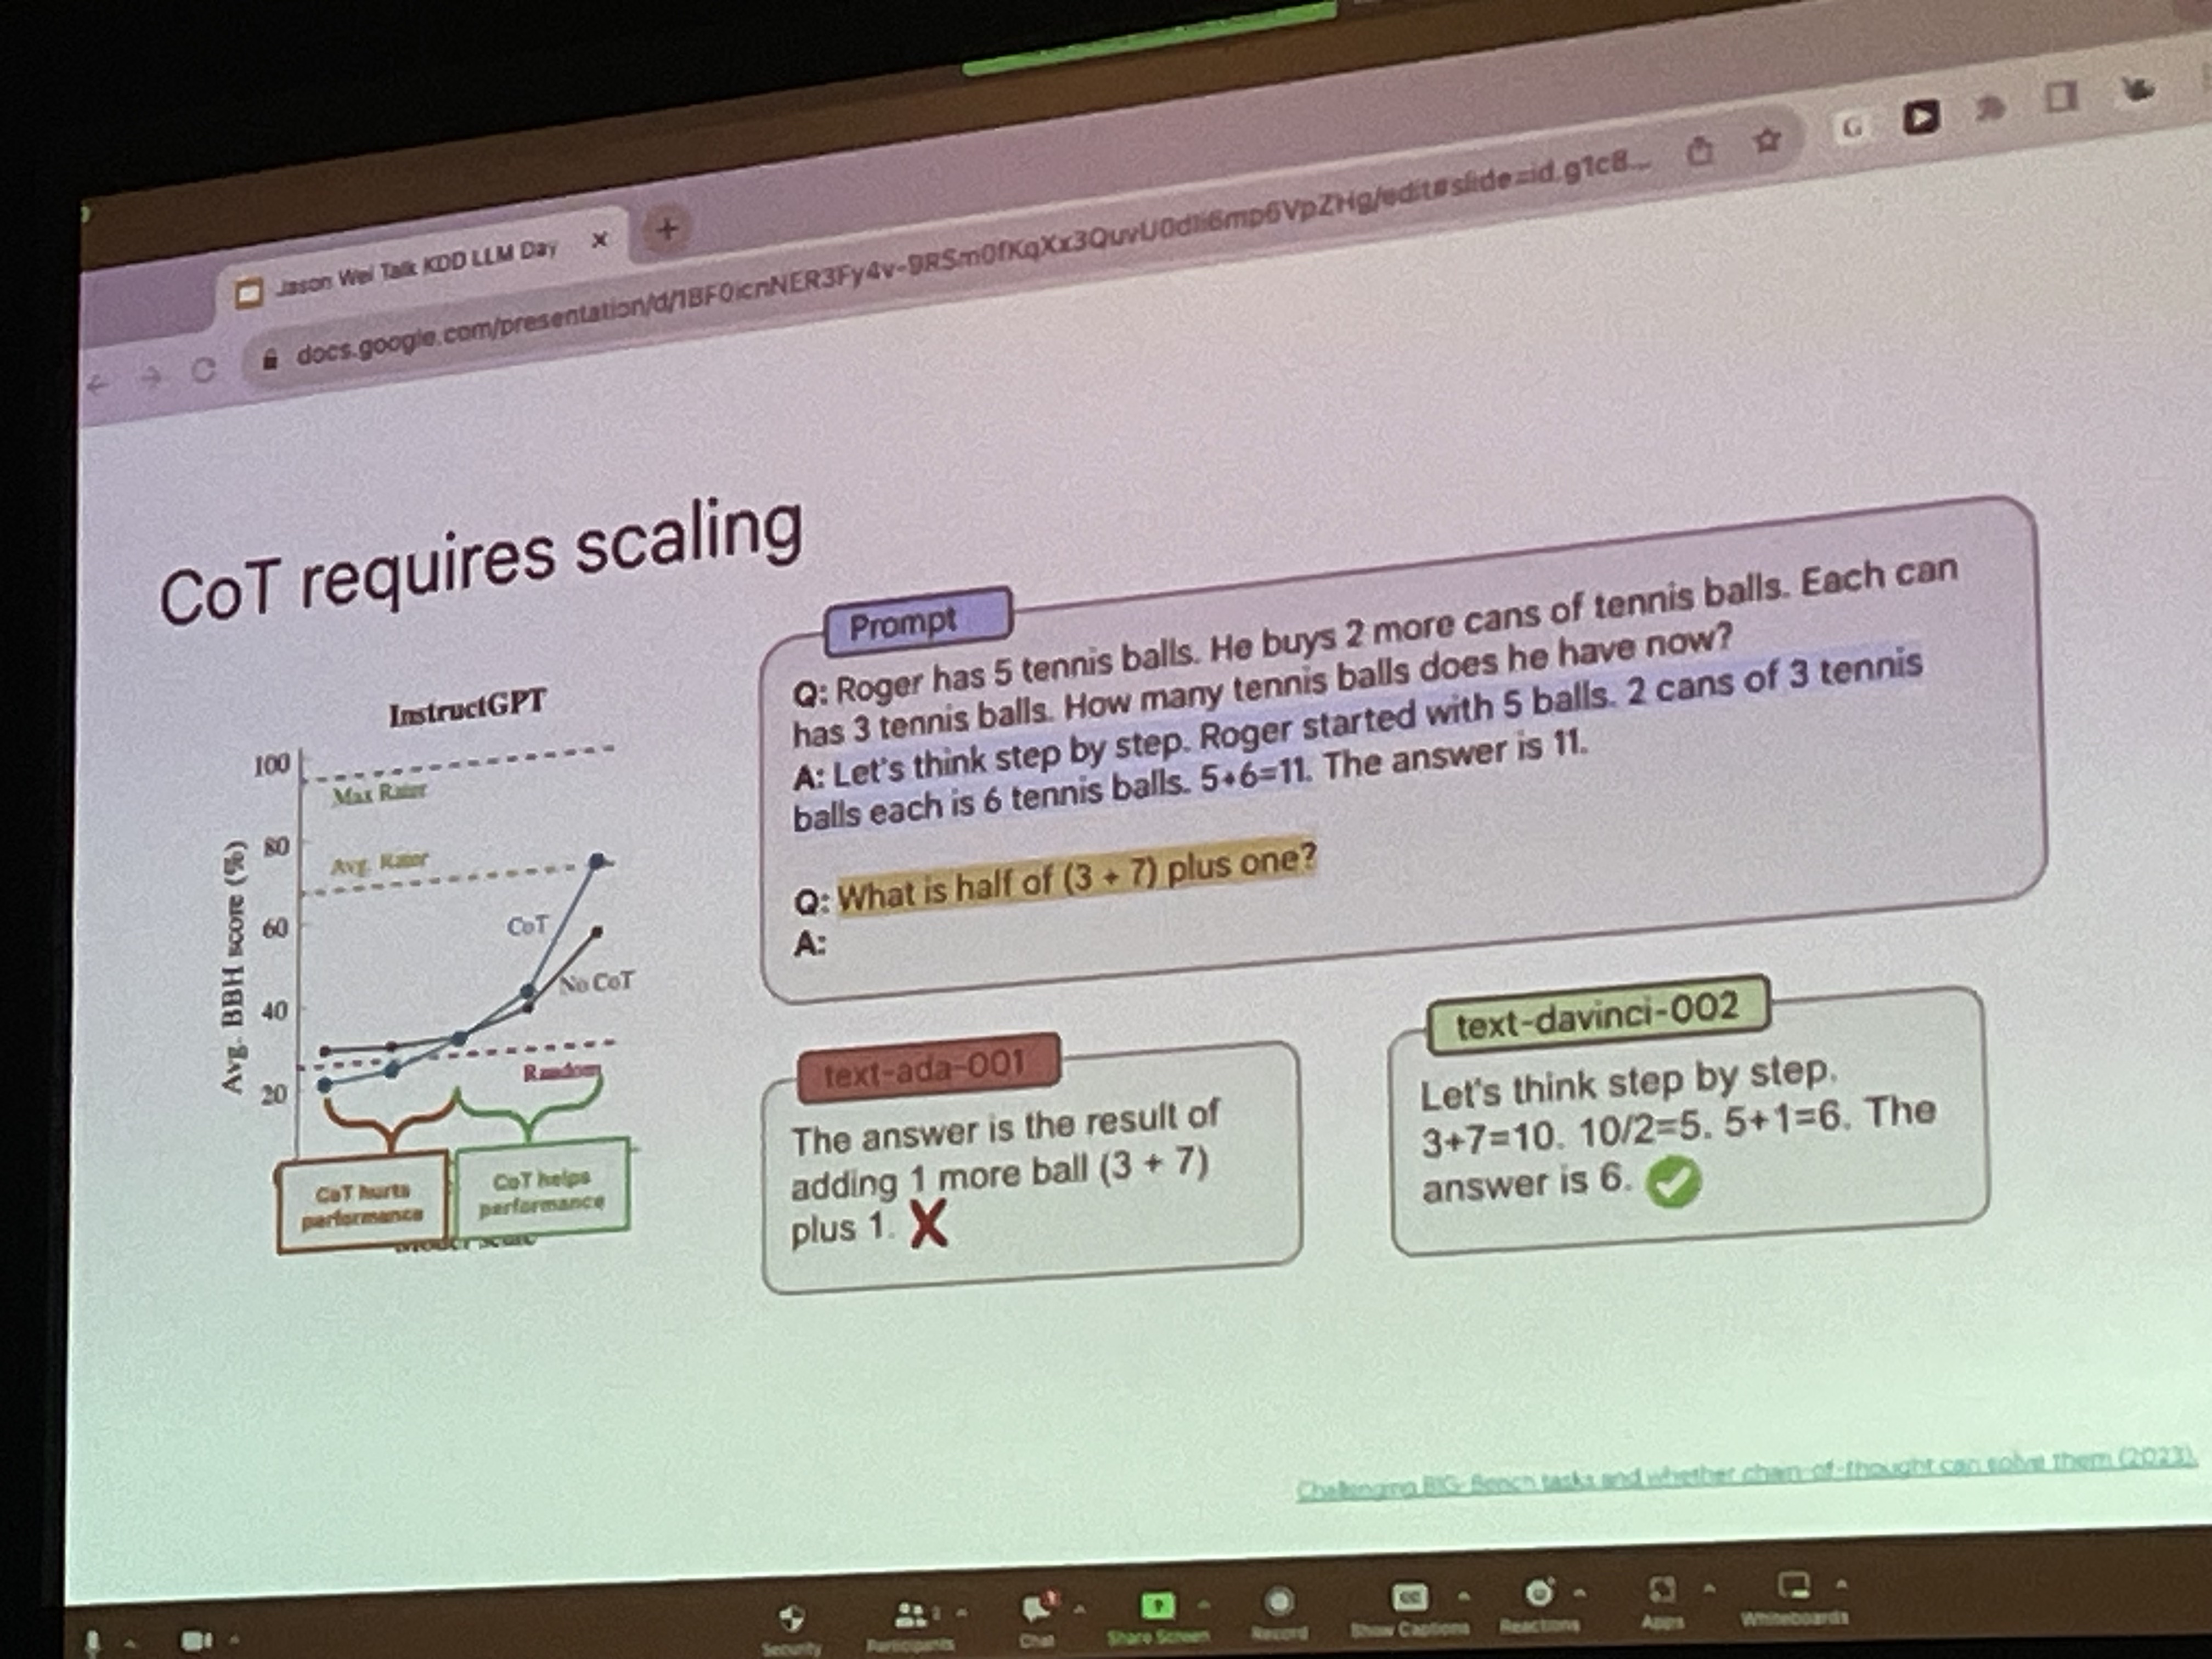 Jason Wei Talk KDD LLM Day
docs.google.com/presentation/d/1BF0icnNER3Fy4v-9RSm0fKqXx3QuvU0dli6mp6VpZHg/edit#slide=id.g1c8...
G
CoT requires scaling
InstructGPT
100
Max Rater
80
Avg. Rater
CoT
60
No CoT
40
Random
20
Avg. BBH score (%)
CoT hurts
performance
CoT helps
performance
Prompt
Q: Roger has 5 tennis balls. He buys 2 more cans of tennis balls. Each can
has 3 tennis balls. How many tennis balls does he have now?
A: Let's think step by step. Roger started with 5 balls. 2 cans of 3 tennis
balls each is 6 tennis balls. 5+6=11. The answer is 11.
Q: What is half of (3 + 7) plus one?
A:
text-ada-001
The answer is the result of
adding 1 more ball (3 + 7)
plus 1.
text-davinci-002
Let's think step by step.
3+7=10. 10/2=5. 5+1=6. The
answer is 6.
Challenging BIG-Bench tasks and whether chain-of-thought can solve them (2023).
Security
Participants
Chat
Share Screen
Record
Show Captions
Reactions
Apps
Whiteboards